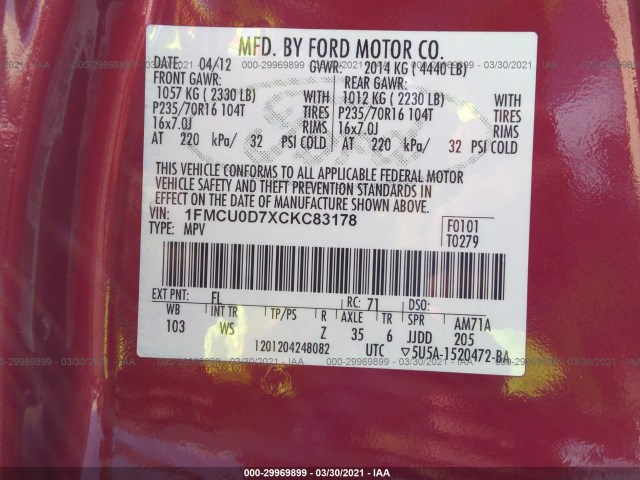 MFD. BY FORD MOTOR CO.
DATE: 04/12 GVWR: 2014 KG ( 4440 LB)
FRONT GAWR: REAR GAWR:
1057 KG ( 2330 LB) WITH 1012 KG ( 2230 LB) WITH
P235/70R16 104T TIRES P235/70R16 104T TIRES
16x7.0J RIMS 16x7.0J RIMS
AT 220 kPa/ 32 PSI COLD AT 220 kPa/ 32 PSI COLD
THIS VEHICLE CONFORMS TO ALL APPLICABLE FEDERAL MOTOR
VEHICLE SAFETY AND THEFT PREVENTION STANDARDS IN
EFFECT ON THE DATE OF MANUFACTURE SHOWN ABOVE.
VIN: 1FMCU0D7XCKC83178
TYPE: MPV
F0101
T0279
EXT PNT: FL RC: 71 DSO:
WB INT TR TP/PS R AXLE TR SPR AM71A
103 WS Z 35 6 JJDD 205
1201204248082 UTC ▽5U5A-1520472-BA
000-29969899 | 03/30/2021 - IAA